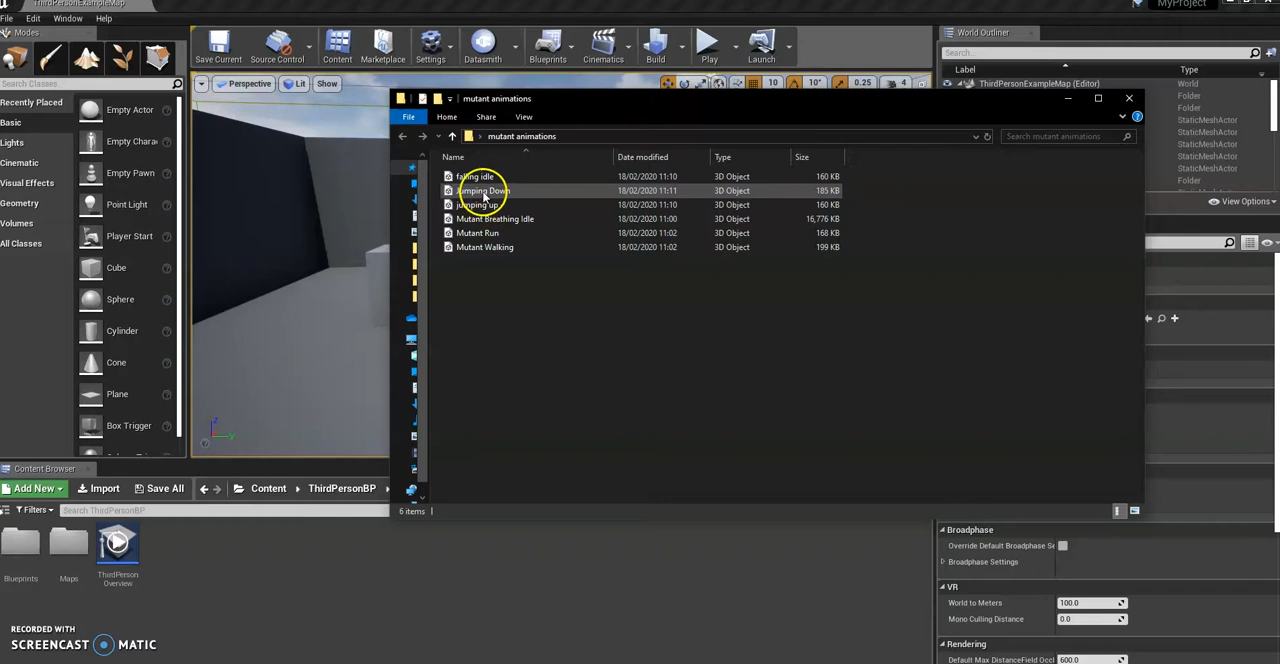 ThirdPersonExampleMap
MyProject
File Edit Window Help
Modes
Search Classes
Recently Placed
Basic
Lights
Cinematic
Visual Effects
Geometry
Volumes
All Classes
Empty Actor
Empty Chara
Empty Pawn
Point Light
Player Start
Cube
Sphere
Cylinder
Cone
Plane
Box Trigger
Save Current
Source Control
Content
Marketplace
Settings
Datasmith
Blueprints
Cinematics
Build
Play
Launch
Perspective
Lit
Show
10
10°
0.25
4
World Outliner
Search...
Label Type
ThirdPersonExampleMap (Editor) World
Folder
Folder
StaticMeshActor
StaticMeshActor
StaticMeshActor
StaticMeshActor
StaticMeshActor
View Options
mutant animations
File Home Share View
mutant animations
Search mutant animations
Name Date modified Type Size
falling idle 18/02/2020 11:10 3D Object 160 KB
Jumping Down 18/02/2020 11:11 3D Object 185 KB
jumping up 18/02/2020 11:10 3D Object 160 KB
Mutant Breathing Idle 18/02/2020 11:00 3D Object 16,776 KB
Mutant Run 18/02/2020 11:02 3D Object 168 KB
Mutant Walking 18/02/2020 11:02 3D Object 199 KB
6 items
Content Browser
Add New Import Save All Content ThirdPersonBP
Filters Search ThirdPersonBP
Blueprints
Maps
ThirdPerson
Overview
Broadphase
Override Default Broadphase Se
Broadphase Settings
VR
World to Meters 100.0
Mono Culling Distance 0.0
Rendering
Default Max DistanceField Occl 600.0
RECORDED WITH
SCREENCAST MATIC